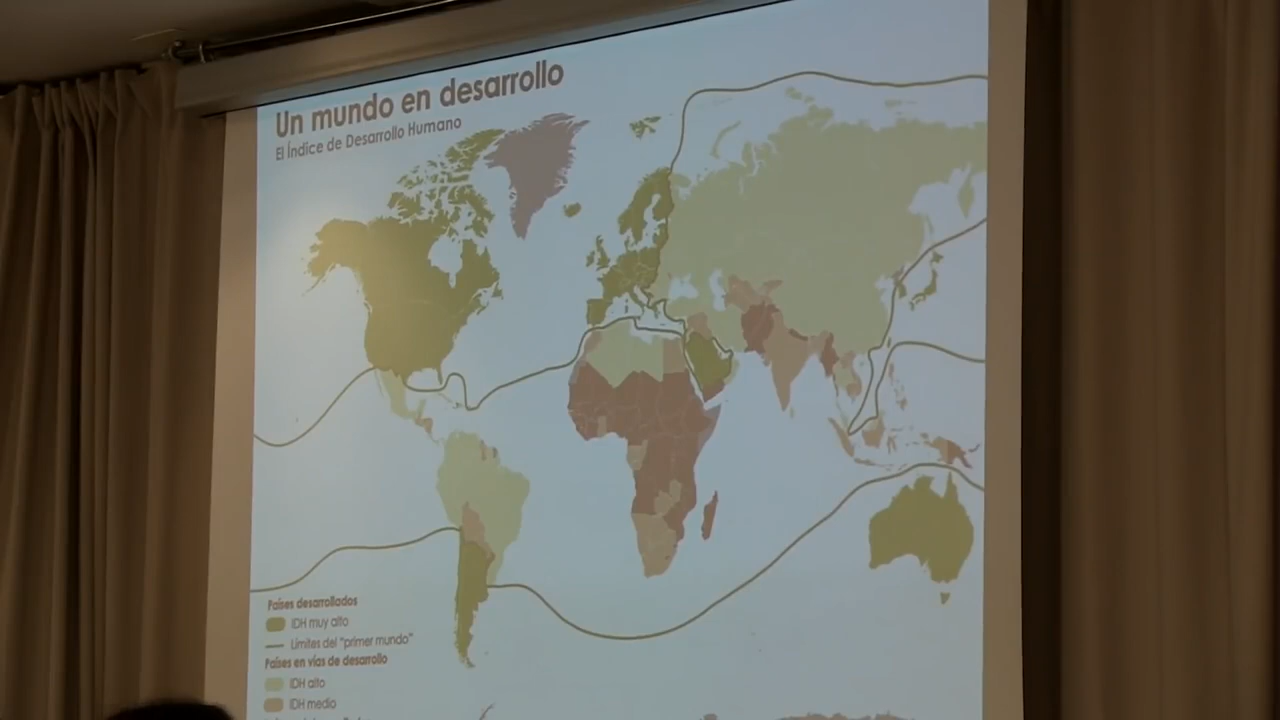 Un mundo en desarrollo
El Índice de Desarrollo Humano
Países desarrollados
IDH muy alto
Límites del "primer mundo"
Países en vías de desarrollo
IDH alto
IDH medio